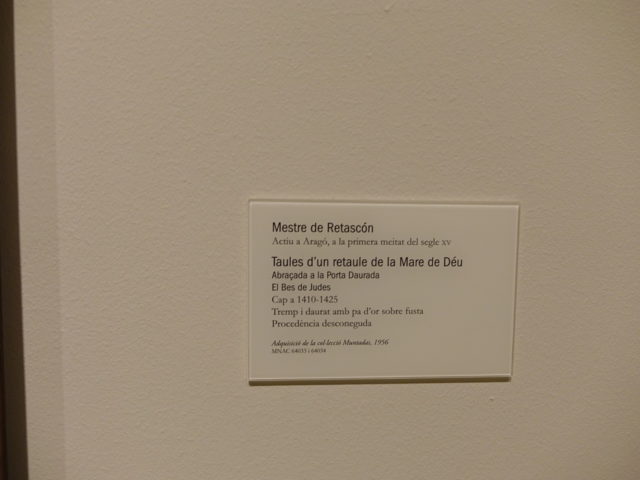 Mestre de Retascón
Actiu a Aragó, a la primera meitat del segle XV
Taules d'un retaule de la Mare de Déu
Abraçada a la Porta Daurada
El Bes de Judes
Cap a 1410-1425
Tremp i daurat amb pa d'or sobre fusta
Procedència desconeguda
Adquisició de la col·lecció Muntadas, 1956
MNAC 64035 i 64034